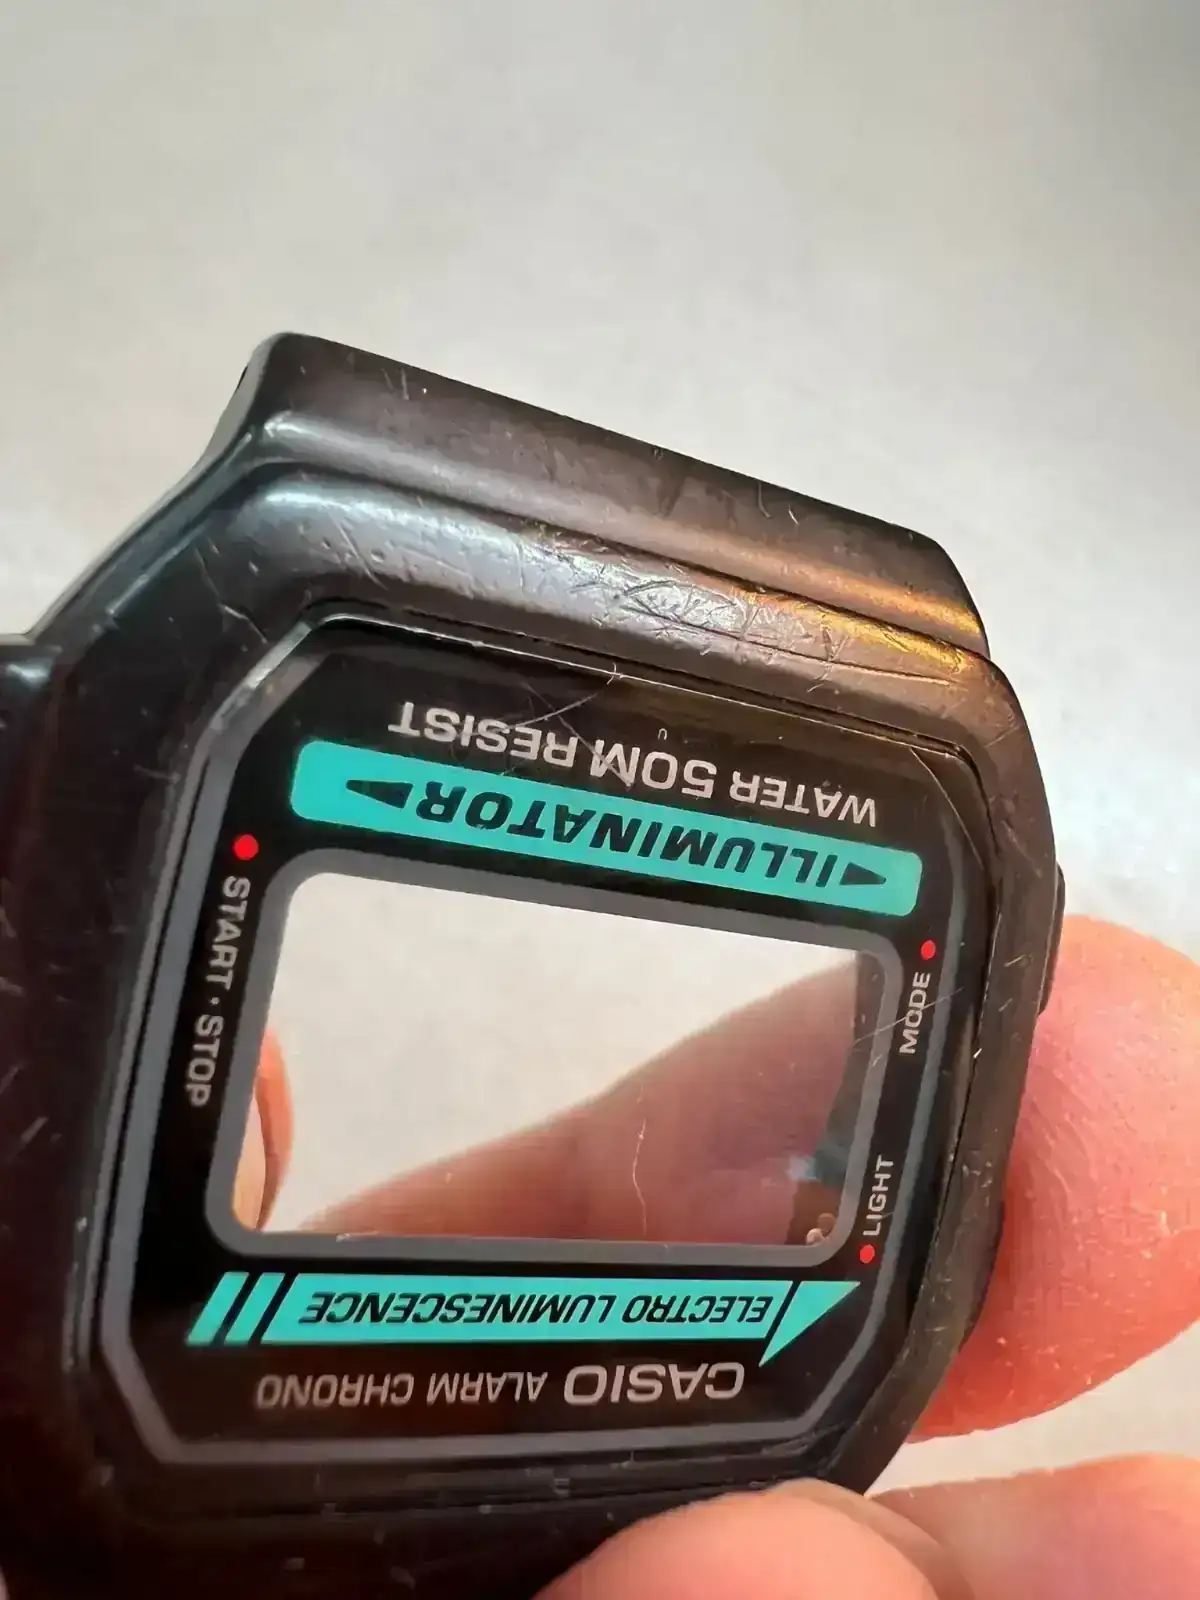 CASIO ALARM CHRONO
ELECTRO LUMINESCENCE
LIGHT
MODE
START·STOP
ILLUMINATOR
WATER 50M RESIST